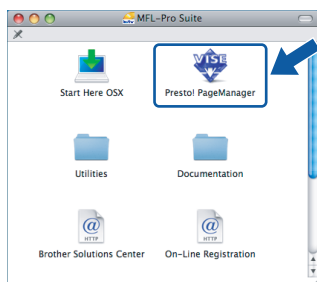 MFL-Pro Suite
VISE
Start Here OSX
Presto! PageManager
Utilities
Documentation
@
HTTP
@
HTTP
Brother Solutions Center
On-Line Registration